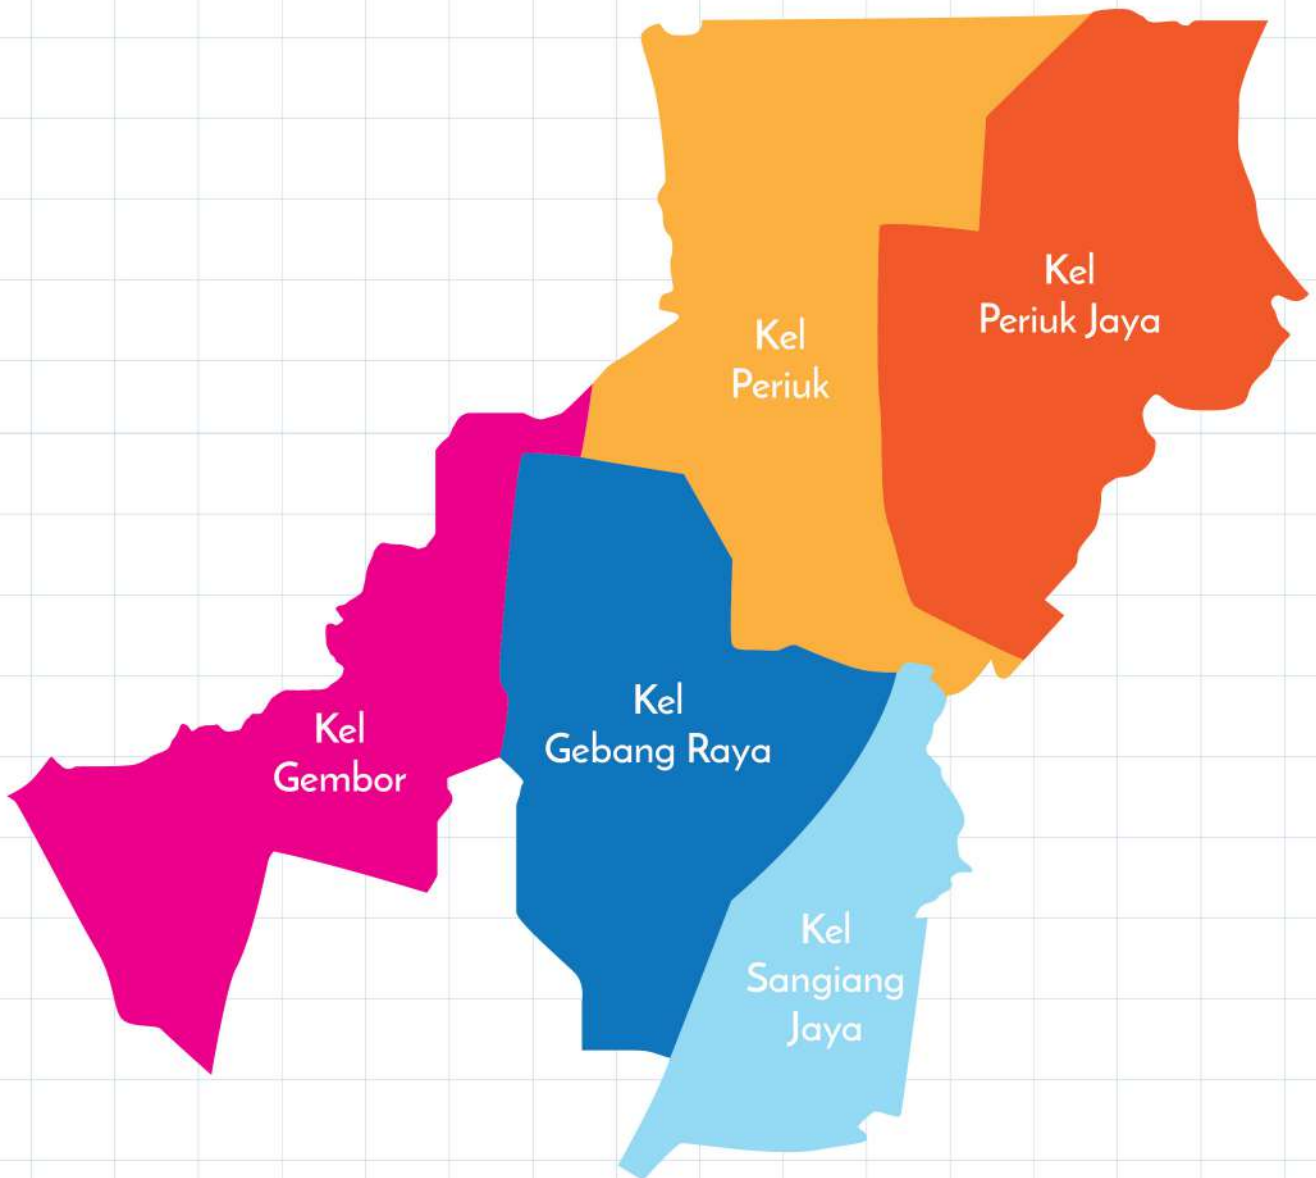 Kel
Periuk Jaya
Kel
Periuk
Kel
Gebang Raya
Kel
Gembor
Kel
Sangiang
Jaya